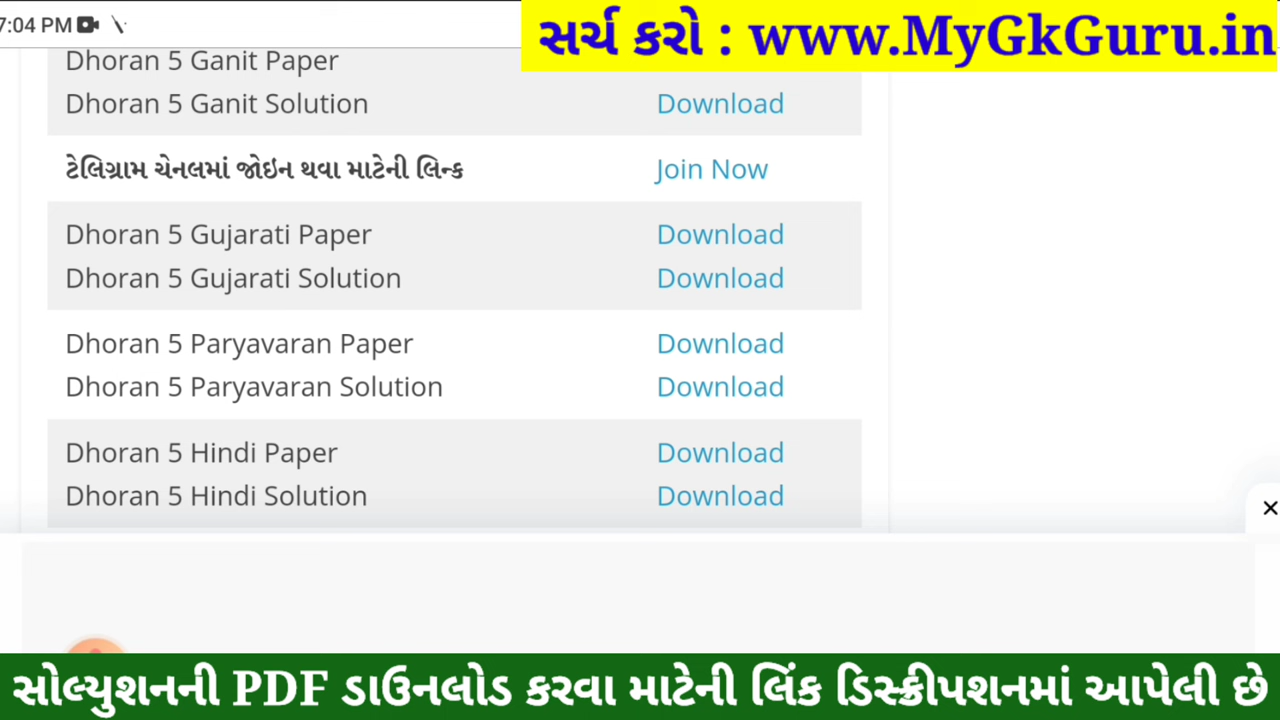 7:04 PM
સર્ચ કરો : www.MyGkGuru.in
Dhoran 5 Ganit Paper
Dhoran 5 Ganit Solution Download
ટેલિગ્રામ ચેનલમાં જોઇન થવા માટેની લિન્ક Join Now
Dhoran 5 Gujarati Paper Download
Dhoran 5 Gujarati Solution Download
Dhoran 5 Paryavaran Paper Download
Dhoran 5 Paryavaran Solution Download
Dhoran 5 Hindi Paper Download
Dhoran 5 Hindi Solution Download
સોલ્યુશનની PDF ડાઉનલોડ કરવા માટેની લિંક ડિસ્ક્રીપશનમાં આપેલી છે